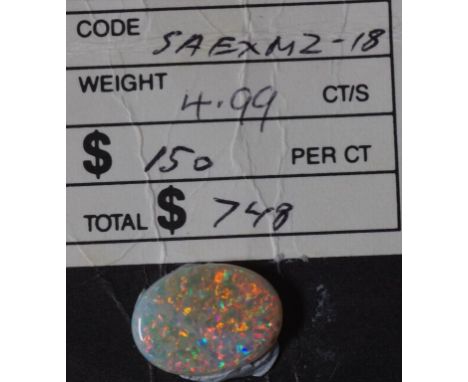 CODE SAEXMZ-18
WEIGHT 4.99 CT/S
$ 150 PER CT
TOTAL $ 748